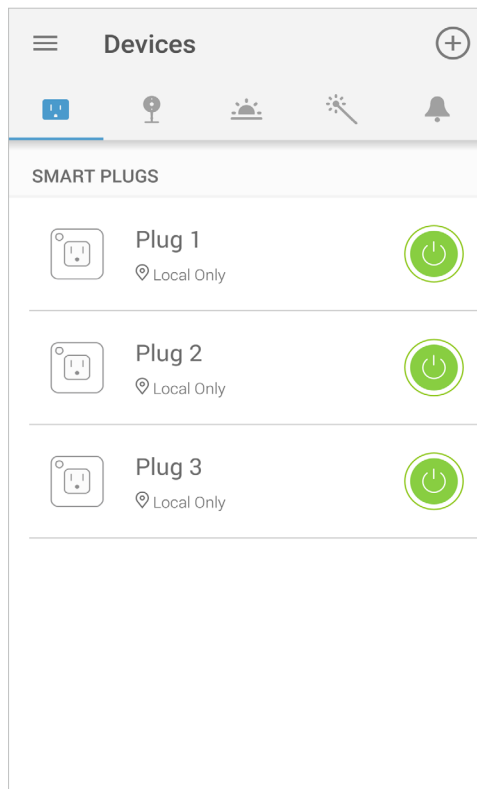 Devices
SMART PLUGS
Plug 1
Local Only
Plug 2
Local Only
Plug 3
Local Only